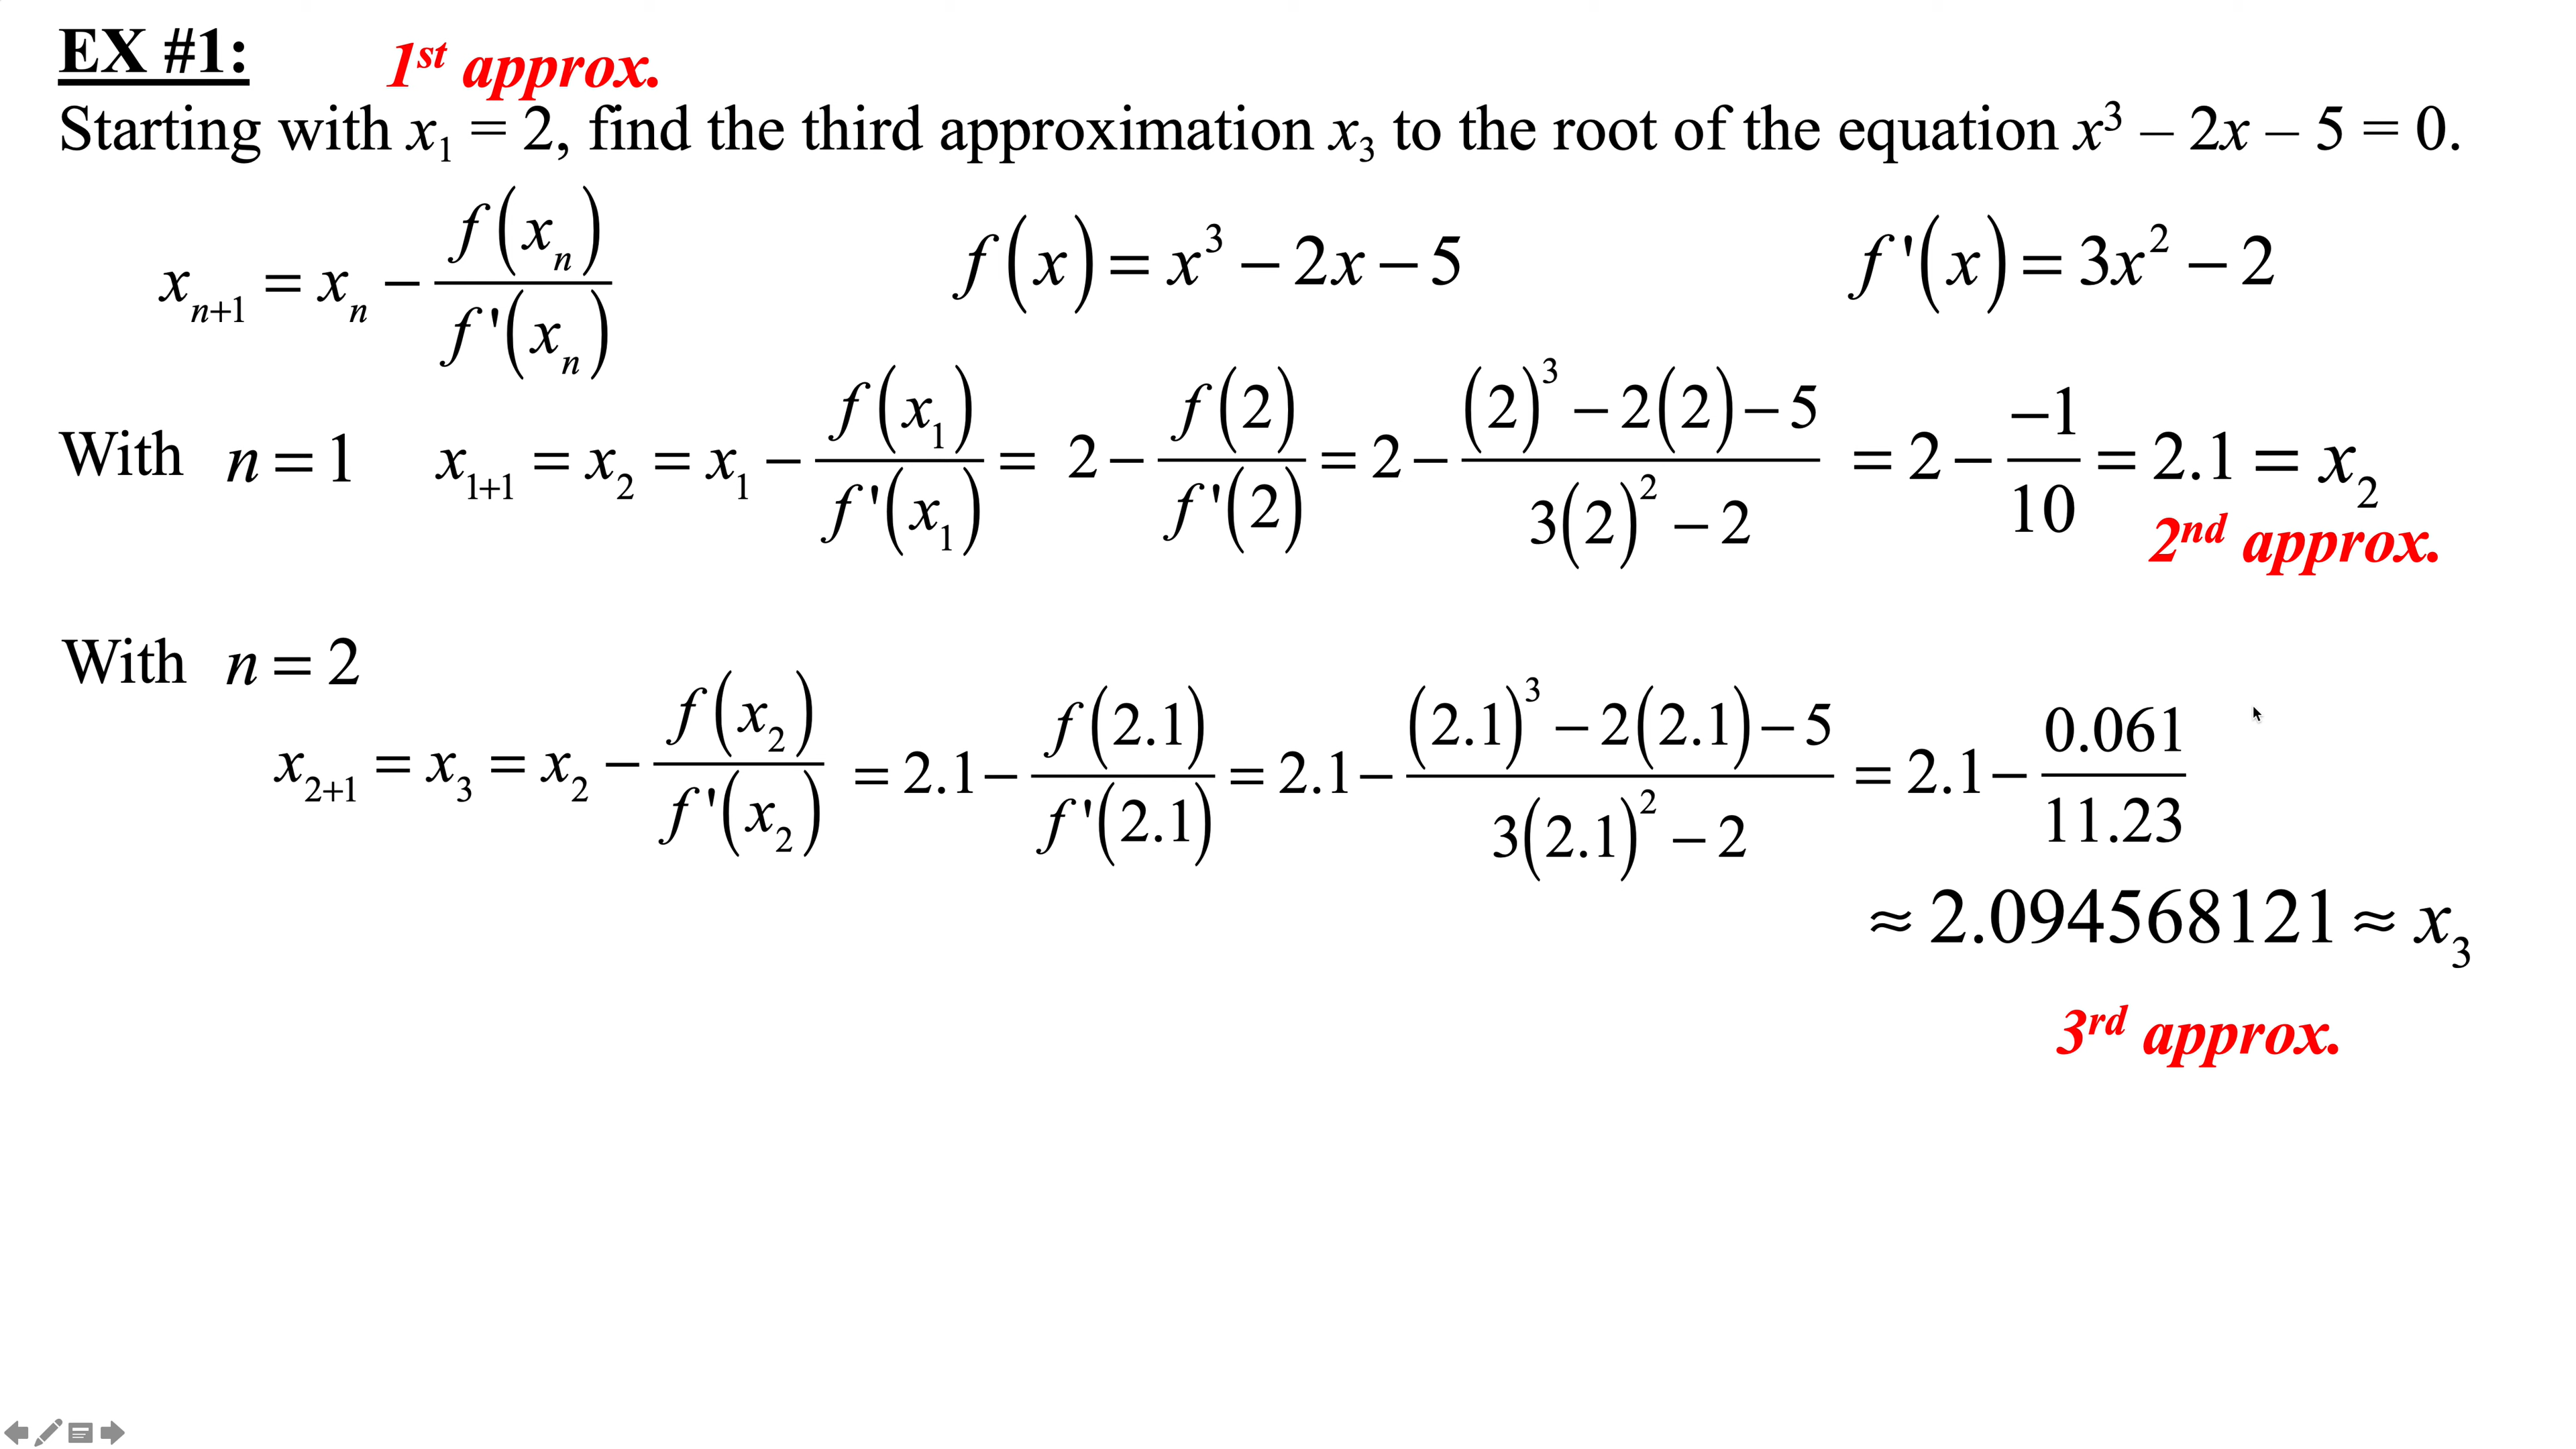 EX #1:
1st approx.
Starting with x₁ = 2, find the third approximation x₃ to the root of the equation x³ – 2x – 5 = 0.
xₙ₊₁ = xₙ − f(xₙ)/f'(xₙ)   f(x) = x³ − 2x − 5   f'(x) = 3x² − 2
With n = 1   x₁₊₁ = x₂ = x₁ − f(x₁)/f'(x₁) = 2 − f(2)/f'(2) = 2 − ((2)³ − 2(2) − 5)/(3(2)² − 2) = 2 − −1/10 = 2.1 = x₂
2nd approx.
With n = 2
x₂₊₁ = x₃ = x₂ − f(x₂)/f'(x₂) = 2.1 − f(2.1)/f'(2.1) = 2.1 − ((2.1)³ − 2(2.1) − 5)/(3(2.1)² − 2) = 2.1 − 0.061/11.23
≈ 2.094568121 ≈ x₃
3rd approx.